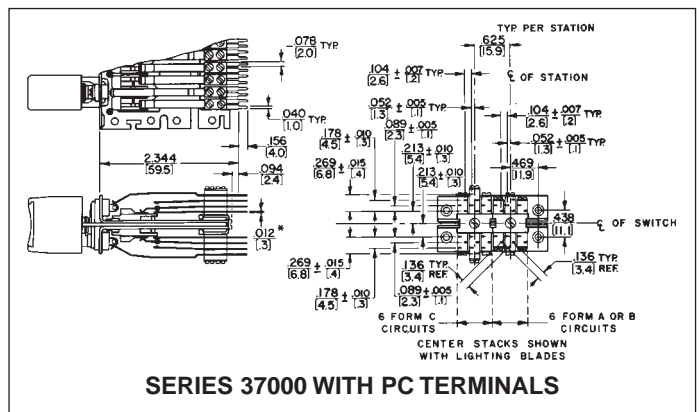 .078 TYP.
[2.0]
.040
[1.0]
.156
[4.0]
2.344
[59.5]
.094
[2.4]
.012 *
[.3]
.269 ± .015
[6.8] .4]
.178 ± .010
[4.5] .3]
TYP. PER STATION
.625
[15.9]
℄ OF STATION
.104 ± .007 TYP.
[2.6] [.2]
.052 ± .005 TYP.
[1.3] .1]
.178 ± .010
[4.5] .3]
.089 ± .005
[2.3] .1]
.269 ± .015
[6.8] .4]
.213 ± .010
[5.4] .3]
.213 ± .010
[5.4] .3]
.104 ± .007 TYP.
[2.6] [.2]
.052 ± .005 TYP.
[1.3] [.1]
.469
[11.9]
.438
[11.1]
℄ OF SWITCH
.136 TYP.
[3.4] REF.
.136 TYP.
[3.4] REF.
.089 ± .005
[2.3] .1]
6 FORM C
CIRCUITS
6 FORM A OR B
CIRCUITS
CENTER STACKS SHOWN
WITH LIGHTING BLADES
SERIES 37000 WITH PC TERMINALS